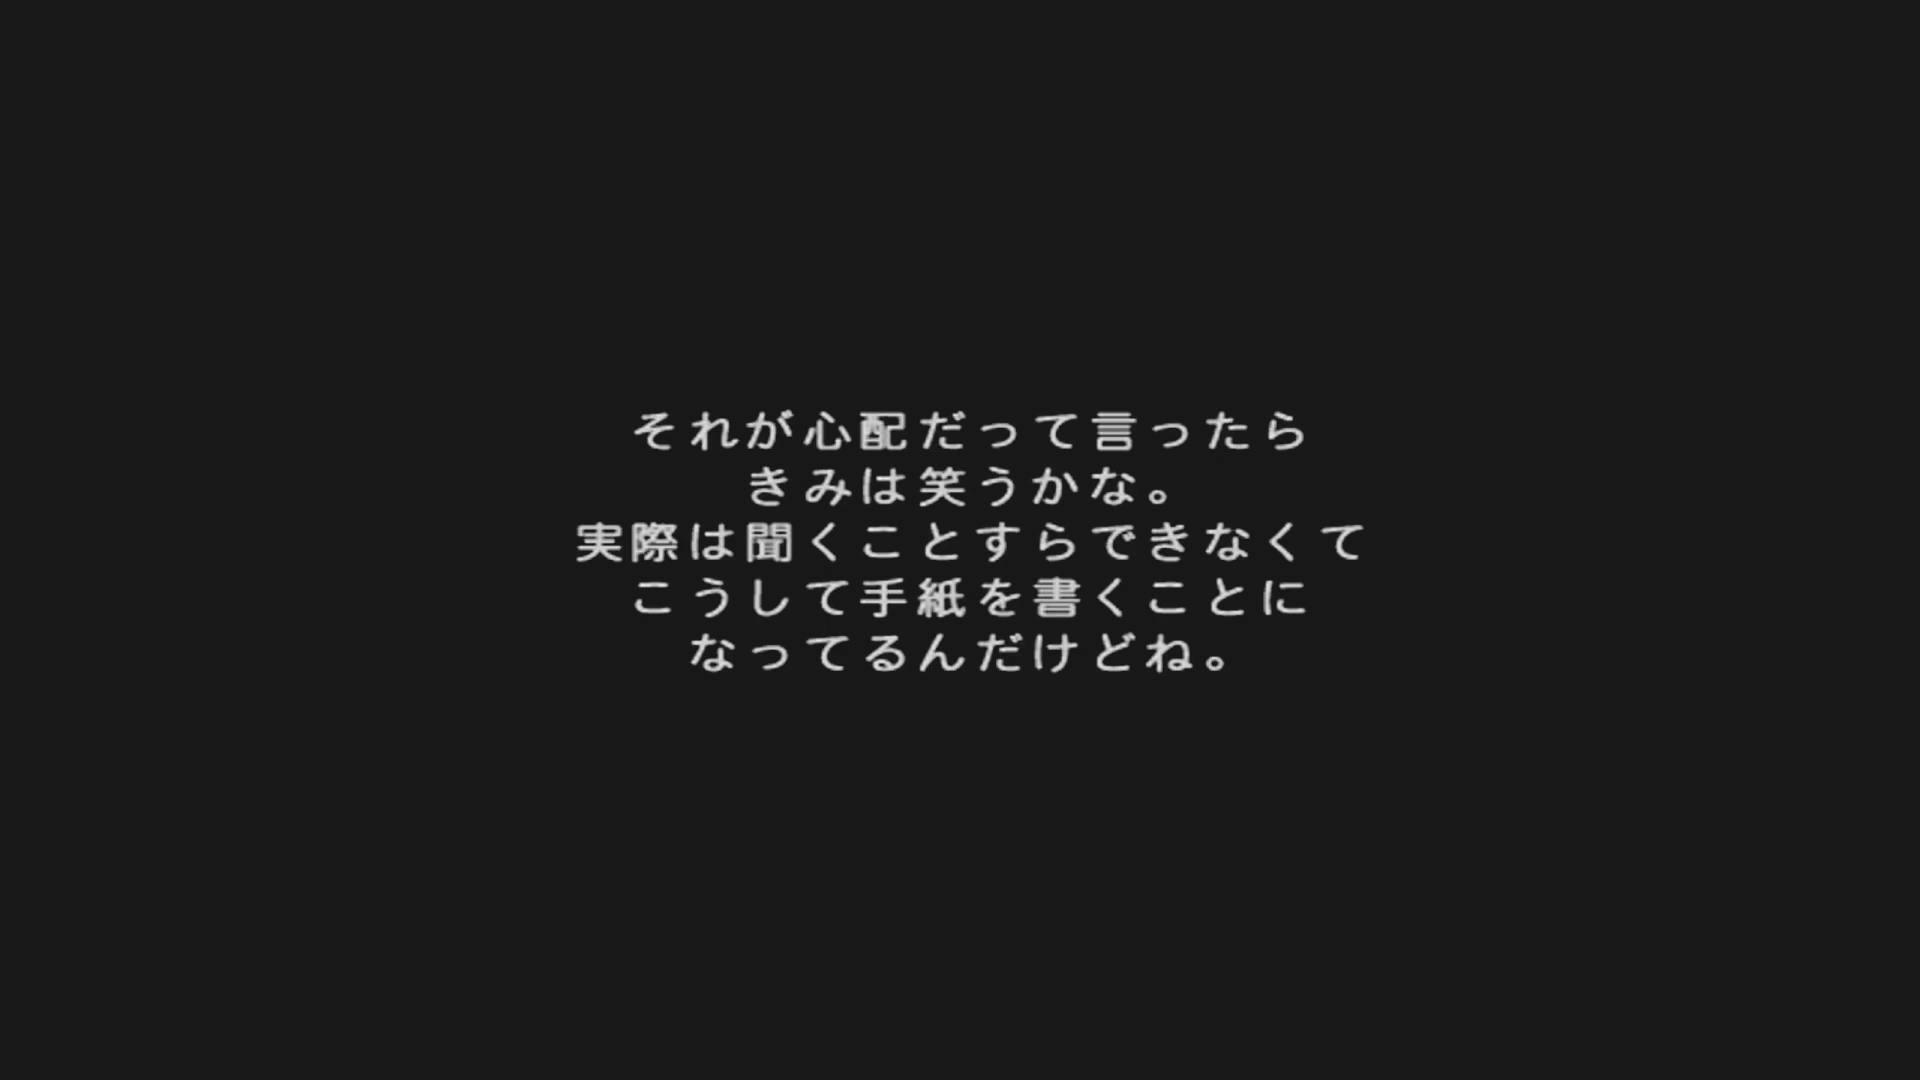 それが心配だって言ったら
きみは笑うかな。
実際は聞くことすらできなくて
こうして手紙を書くことに
なってるんだけどね。